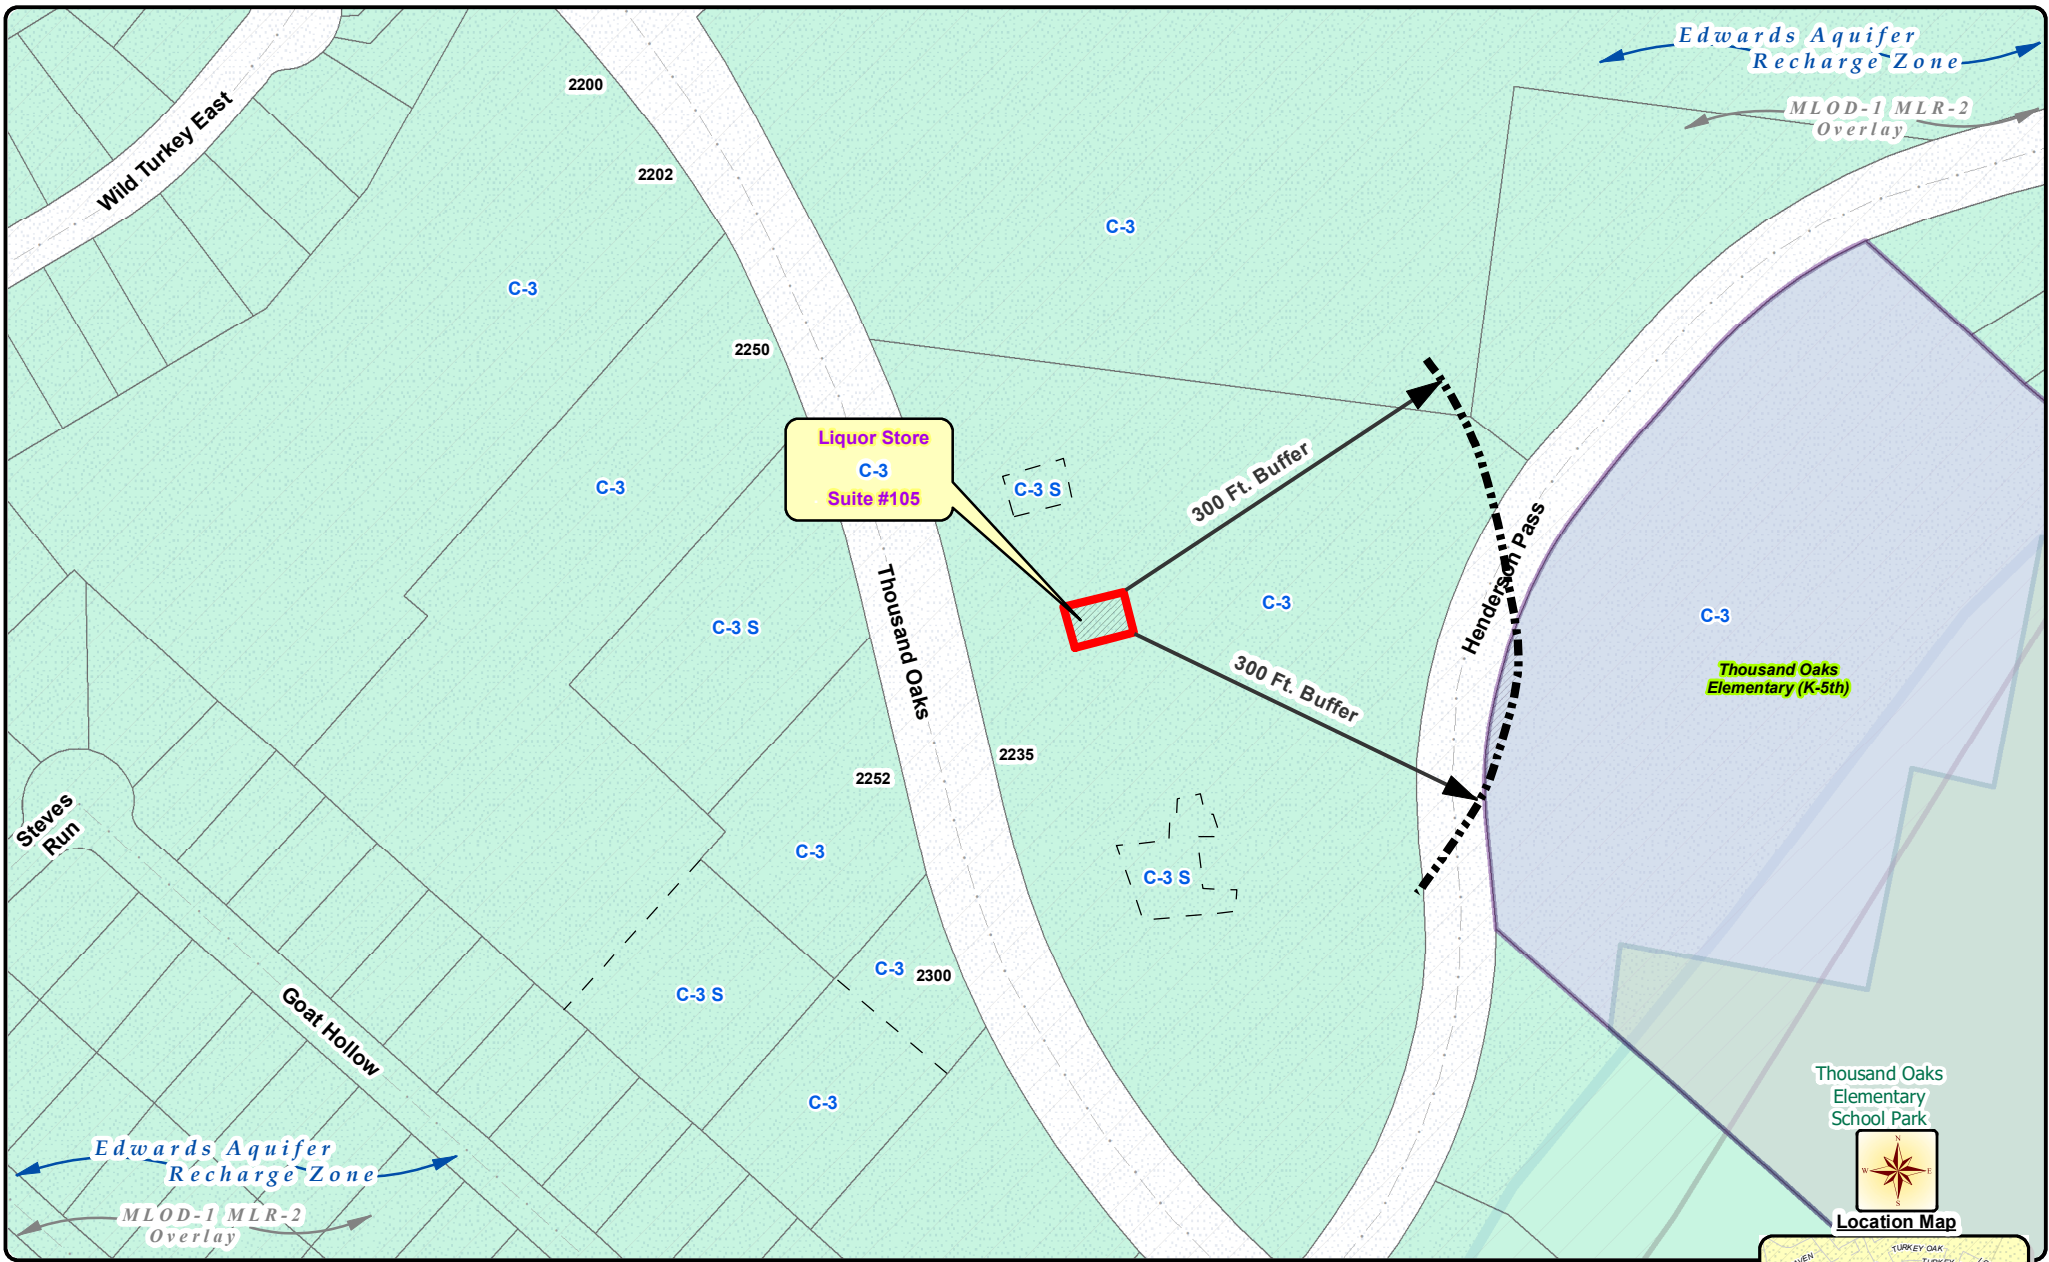 Edwards Aquifer
Recharge Zone
MLOD-1 MLR-2
Overlay
2200
Wild Turkey East
2202
C-3
C-3
2250
Liquor Store
C-3
Suite #105
C-3 S
300 Ft. Buffer
C-3
Henderson Pass
C-3
C-3
C-3 S
Thousand Oaks
Thousand Oaks
Elementary (K-5th)
300 Ft. Buffer
2235
2252
Steves
Run
C-3
C-3 S
C-3
2300
C-3 S
Goat Hollow
C-3
Thousand Oaks
Elementary
School Park
N
W
E
S
Edwards Aquifer
Recharge Zone
MLOD-1 MLR-2
Overlay
Location Map
TURKEY OAK